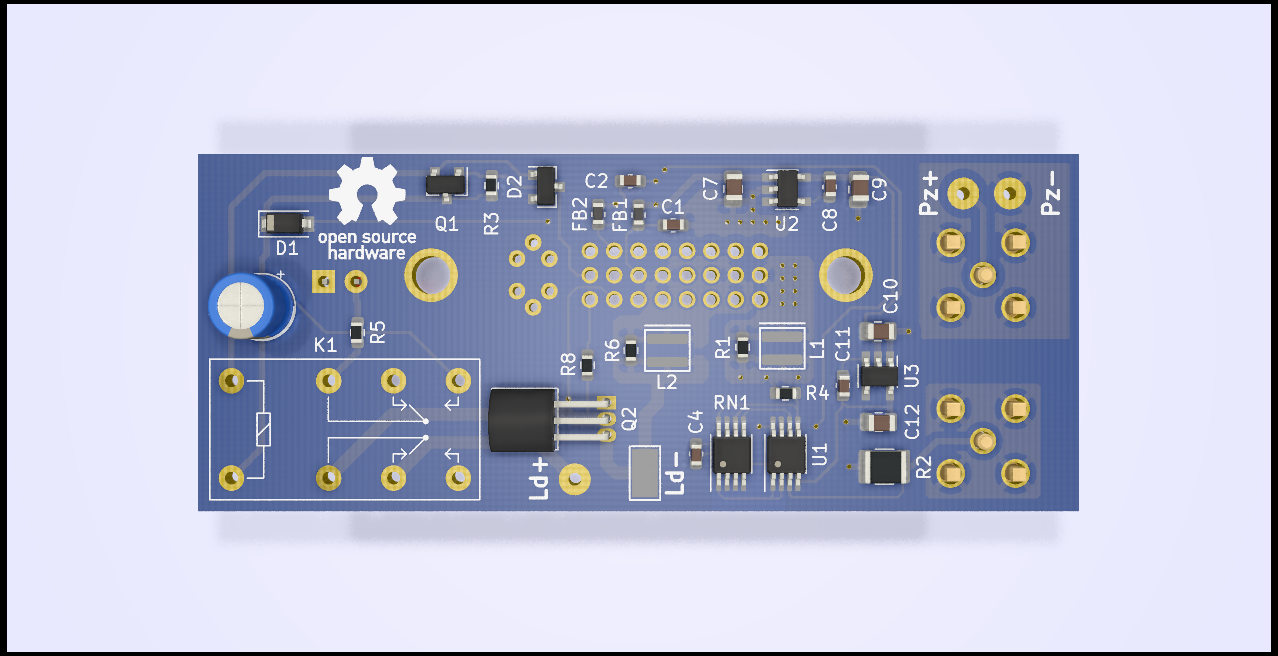 C2
C7
C9
D2
Pz+
Pz-
FB2
FB1
C1
Q1
R3
U2
C8
D1
open source
hardware
+
C10
R5
K1
R8
R6
R1
L1
C11
L2
U3
R4
RN1
Q2
C4
C12
U1
R2
Ld+
Ld-